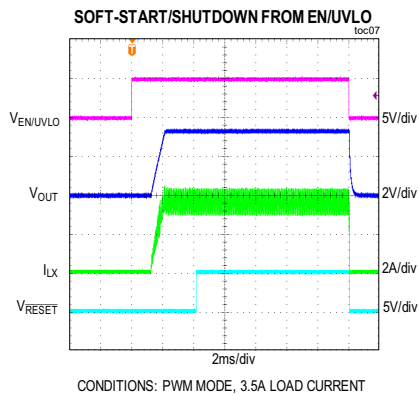 SOFT-START/SHUTDOWN FROM EN/UVLO
toc07
T
VEN/UVLO 5V/div
VOUT 2V/div
ILX 2A/div
VRESET 5V/div
2ms/div
CONDITIONS: PWM MODE, 3.5A LOAD CURRENT